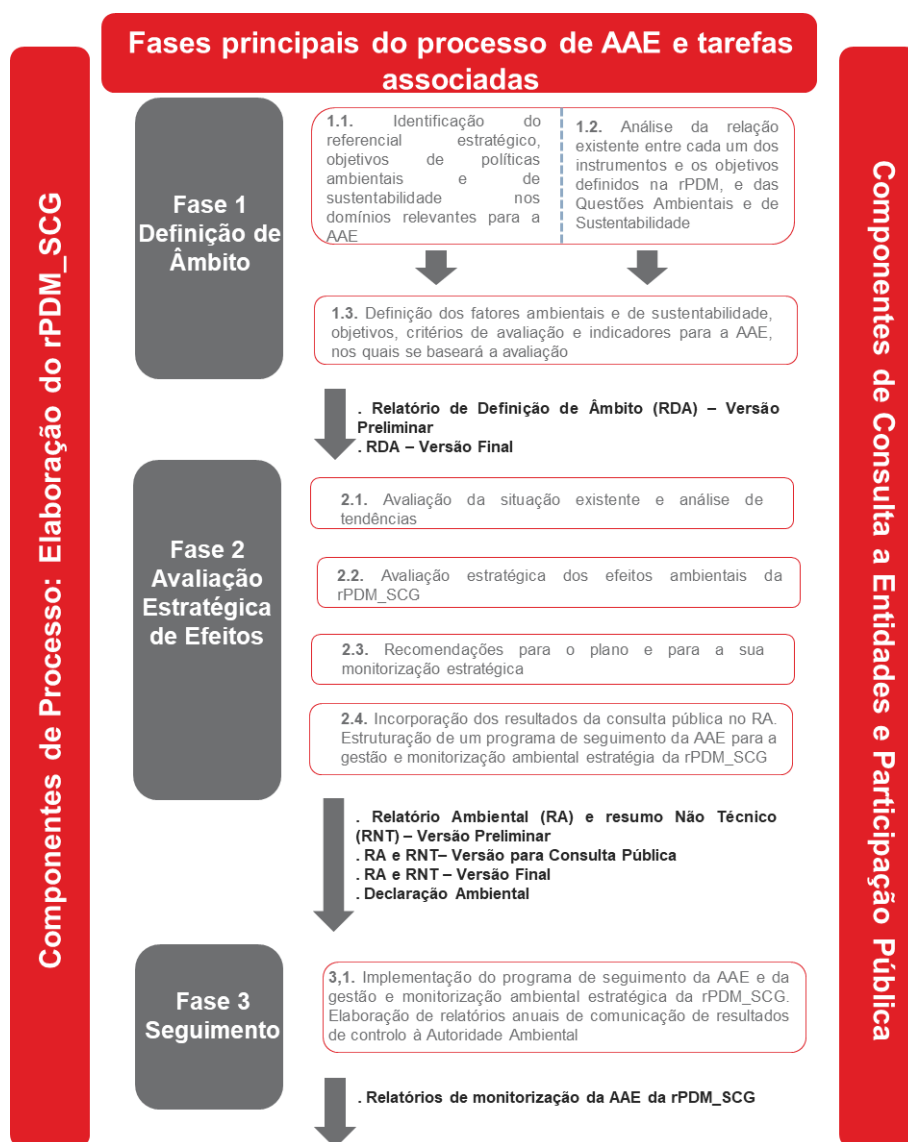 Fases principais do processo de AAE e tarefas
associadas
Componentes de Processo: Elaboração do rPDM_SCG
Fase 1
Definição de
Âmbito
1.1. Identificação do
referencial estratégico,
objetivos de políticas
ambientais e de
sustentabilidade nos
domínios relevantes para a
AAE
1.2. Análise da relação
existente entre cada um dos
instrumentos e os objetivos
definidos na rPDM, e das
Questões Ambientais e de
Sustentabilidade
1.3. Definição dos fatores ambientais e de sustentabilidade,
objetivos, critérios de avaliação e indicadores para a AAE,
nos quais se baseará a avaliação
. Relatório de Definição de Âmbito (RDA) – Versão
Preliminar
. RDA – Versão Final
Fase 2
Avaliação
Estratégica
de Efeitos
2.1. Avaliação da situação existente e análise de
tendências
2.2. Avaliação estratégica dos efeitos ambientais da
rPDM_SCG
2.3. Recomendações para o plano e para a sua
monitorização estratégica
2.4. Incorporação dos resultados da consulta pública no RA.
Estruturação de um programa de seguimento da AAE para a
gestão e monitorização ambiental estratégia da rPDM_SCG
. Relatório Ambiental (RA) e resumo Não Técnico
(RNT) – Versão Preliminar
. RA e RNT– Versão para Consulta Pública
. RA e RNT – Versão Final
. Declaração Ambiental
Fase 3
Seguimento
3,1. Implementação do programa de seguimento da AAE e da
gestão e monitorização ambiental estratégica da rPDM_SCG.
Elaboração de relatórios anuais de comunicação de resultados
de controlo à Autoridade Ambiental
. Relatórios de monitorização da AAE da rPDM_SCG
Componentes de Consulta a Entidades e Participação Pública